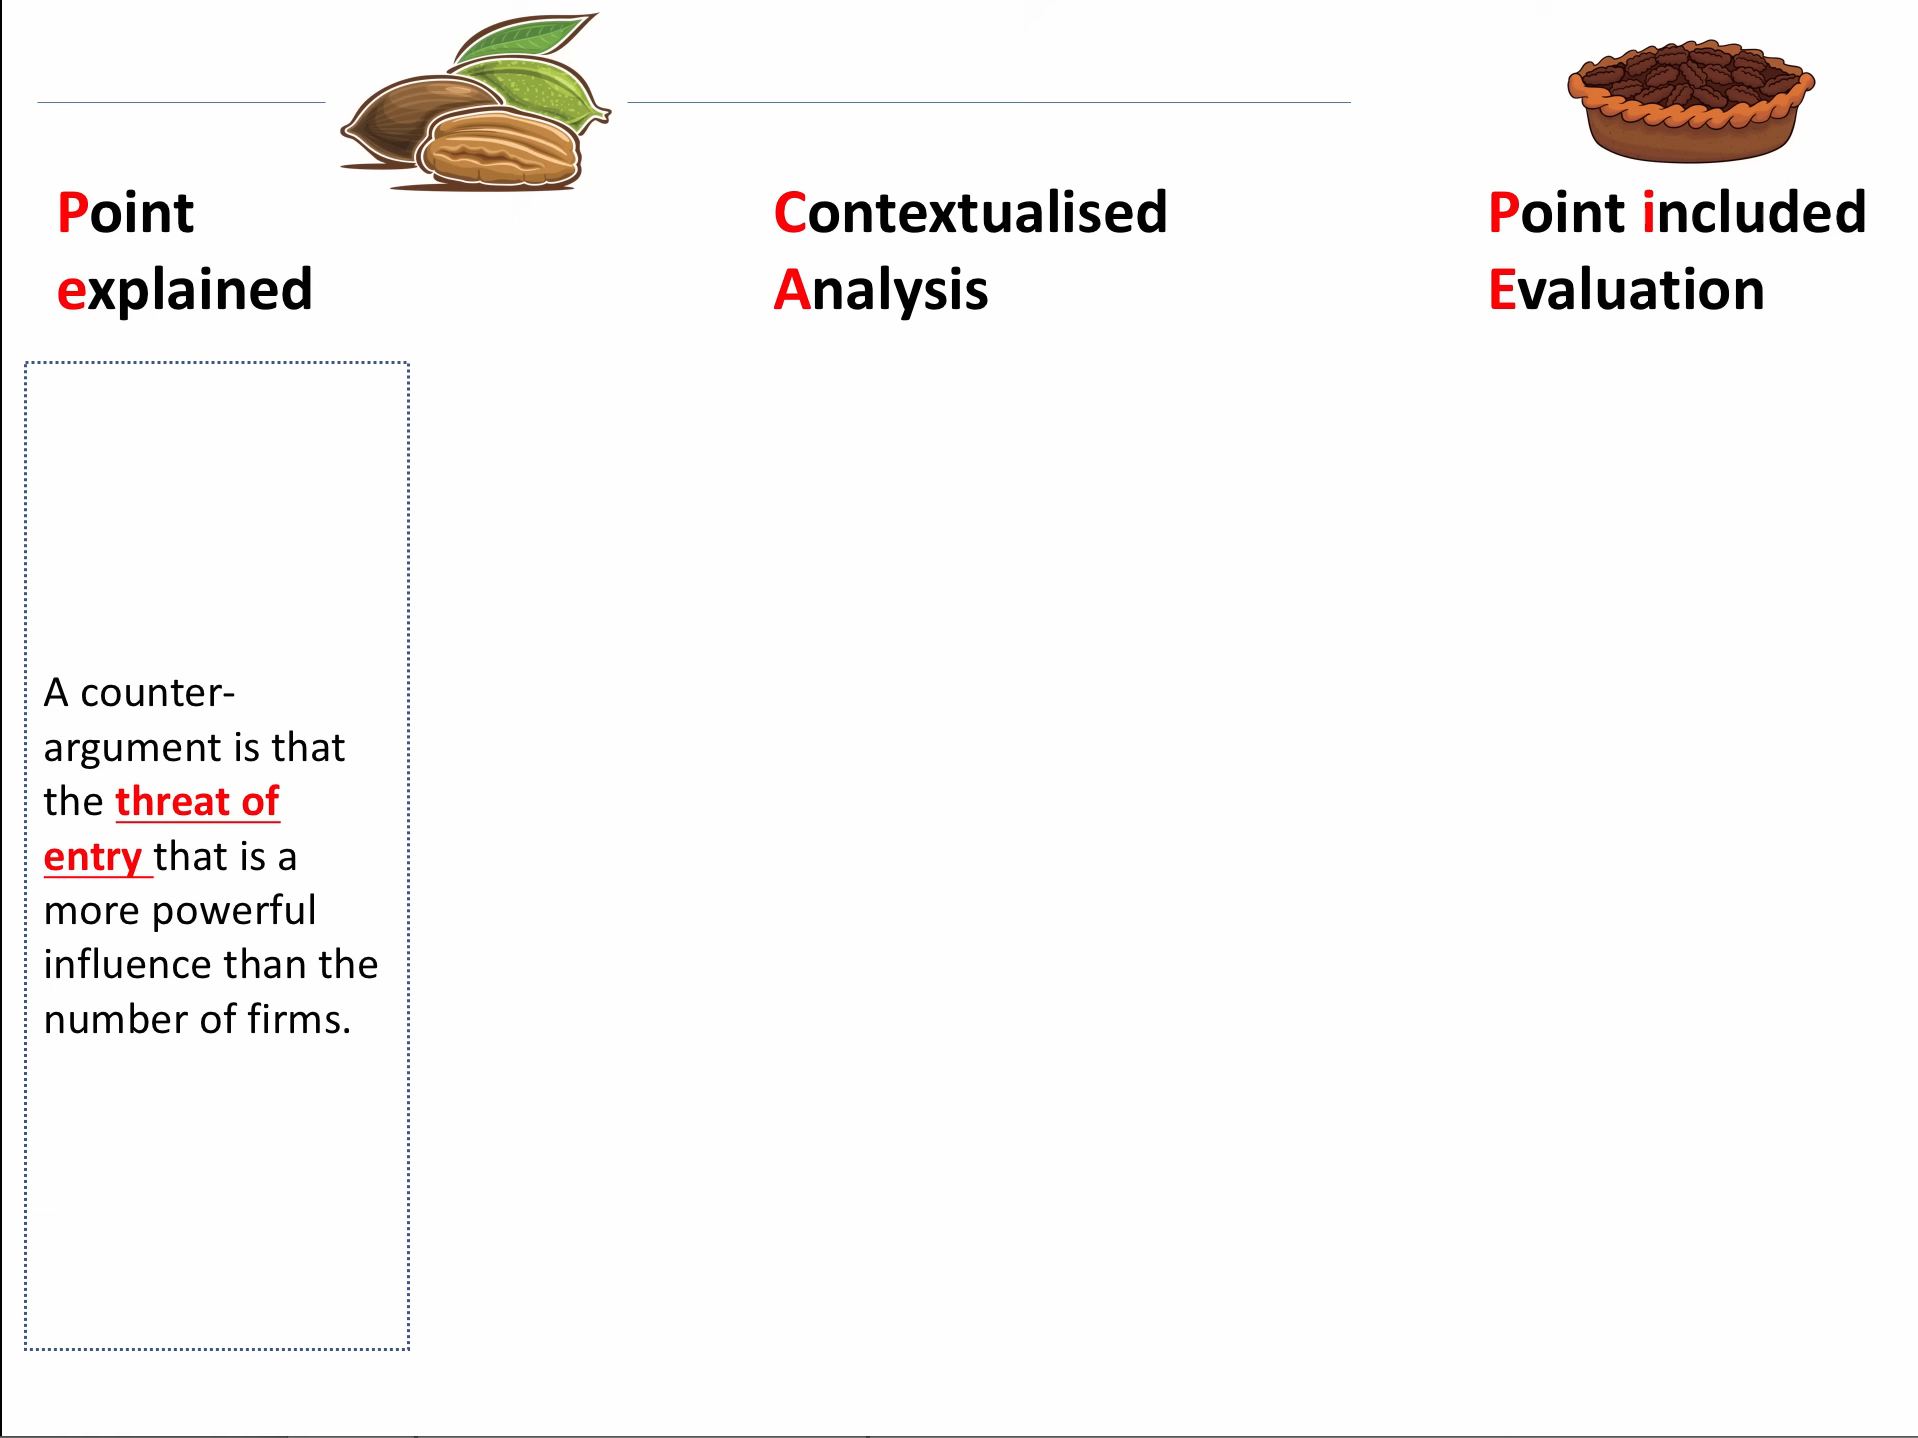 Point
explained
Contextualised
Analysis
Point included
Evaluation
A counter-
argument is that
the threat of
entry that is a
more powerful
influence than the
number of firms.